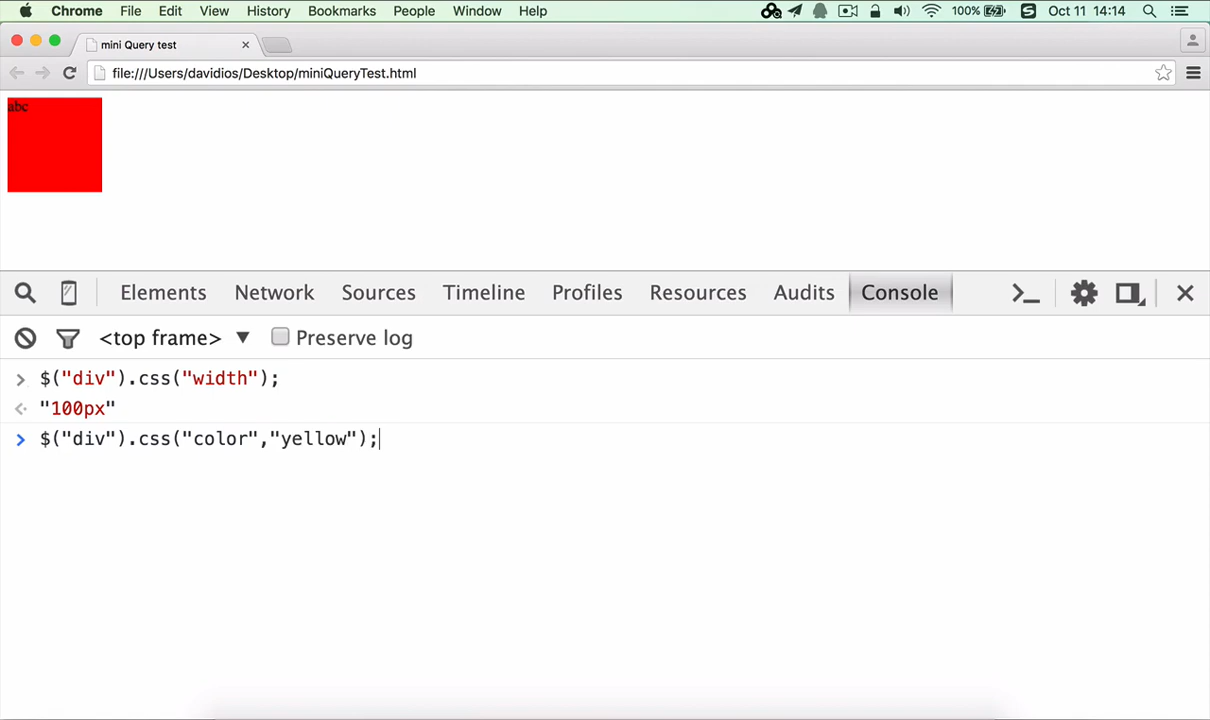 Chrome File Edit View History Bookmarks People Window Help 100% S Oct 11 14:14
mini Query test
file:///Users/davidios/Desktop/miniQueryTest.html
abc
Elements Network Sources Timeline Profiles Resources Audits Console
<top frame> ▼ Preserve log
> $("div").css("width");
"100px"
> $("div").css("color","yellow");